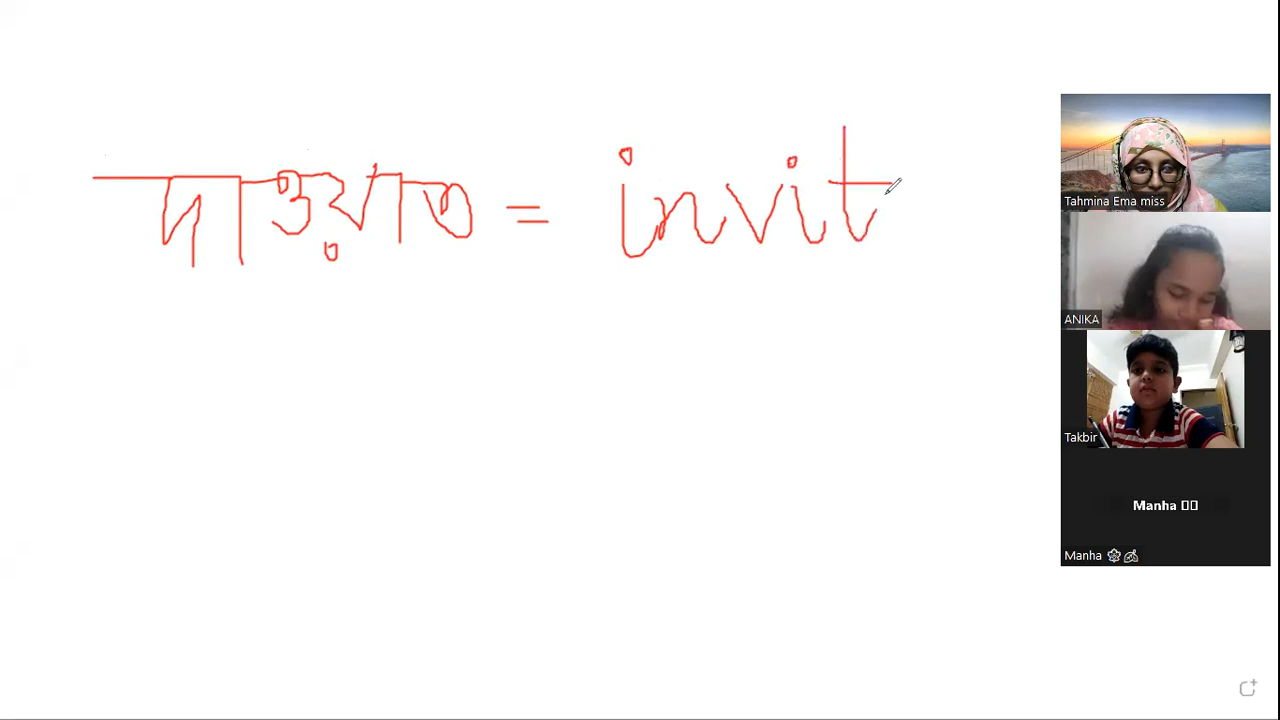 দাওয়াত = invit
Tahmina Ema miss
ANIKA
Takbir
Manha
Manha